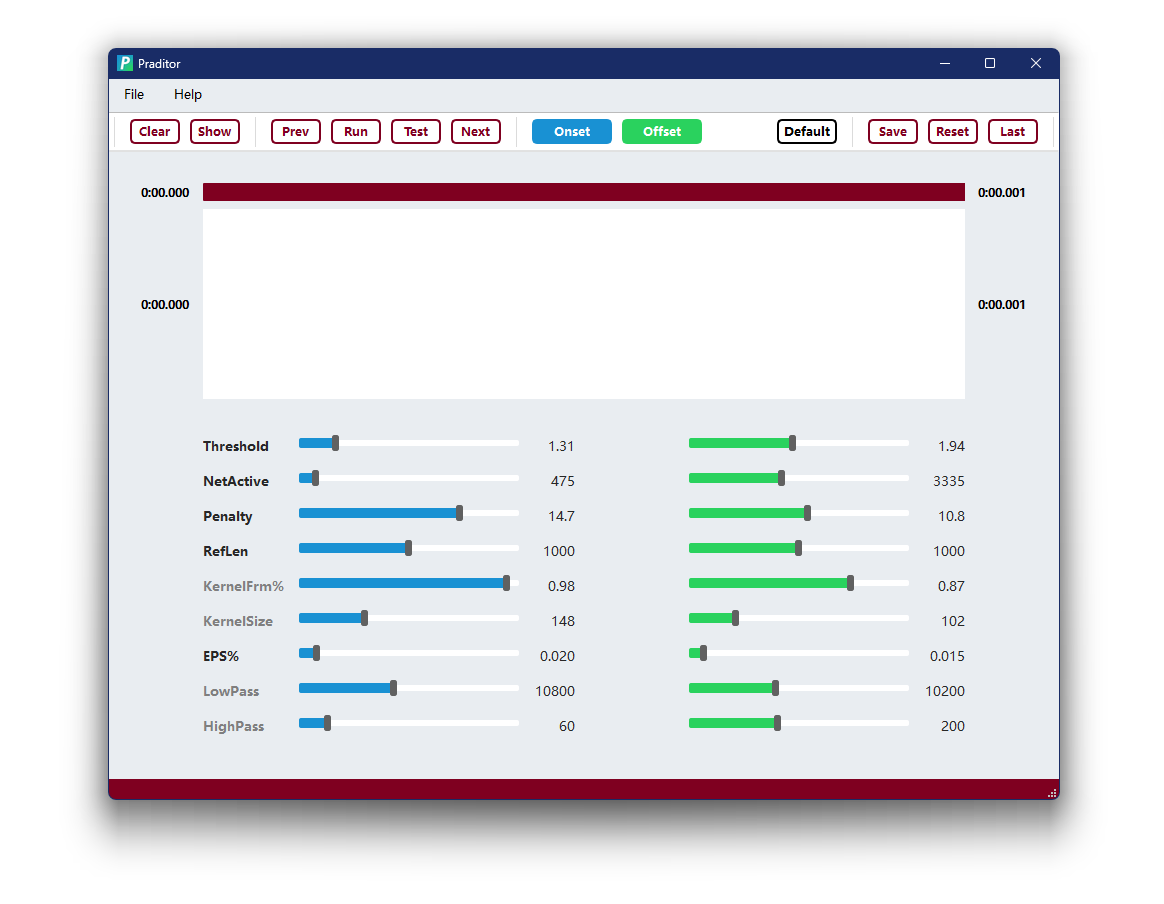 P Praditor
File Help
Clear Show Prev Run Test Next Onset Offset Default Save Reset Last
0:00.000 0:00.001
0:00.000 0:00.001
Threshold 1.31 1.94
NetActive 475 3335
Penalty 14.7 10.8
RefLen 1000 1000
KernelFrm% 0.98 0.87
KernelSize 148 102
EPS% 0.020 0.015
LowPass 10800 10200
HighPass 60 200